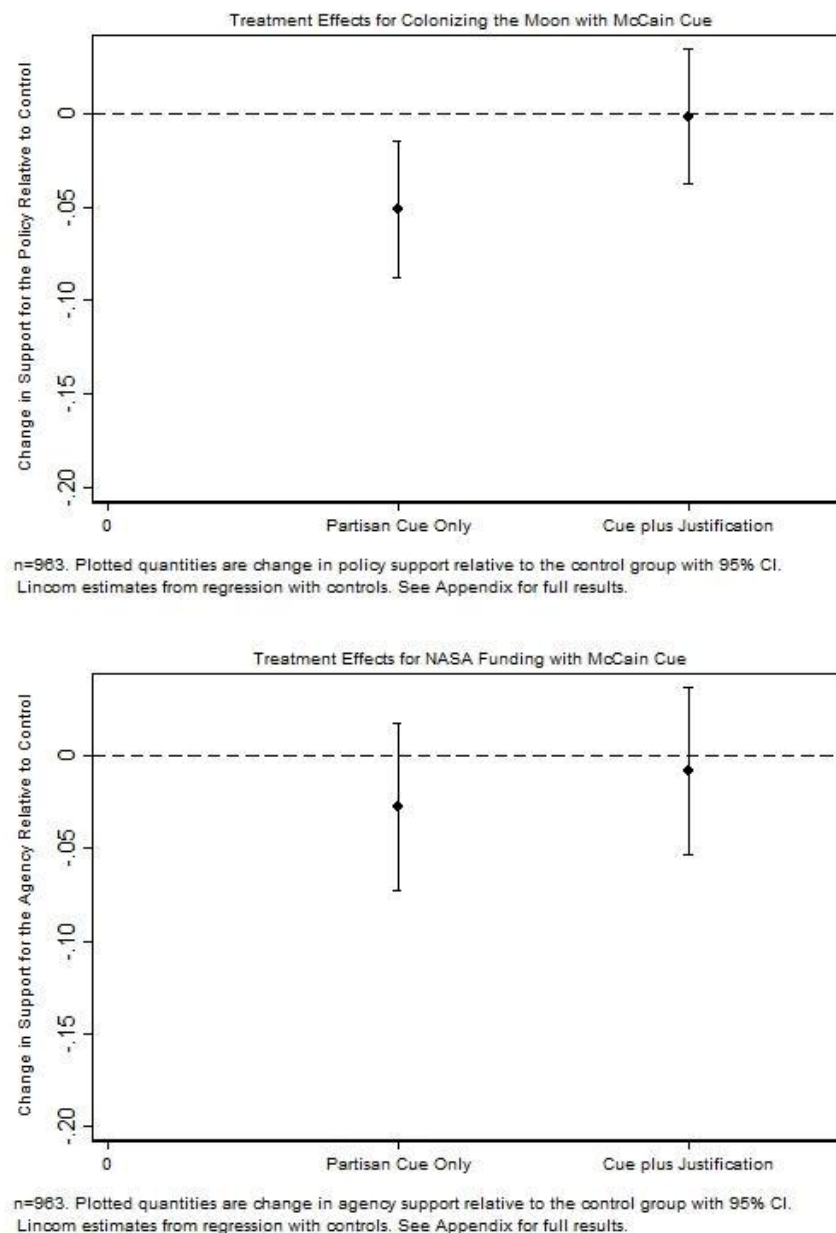 Treatment Effects for Colonizing the Moon with McCain Cue
Change in Support for the Policy Relative to Control
0
-.05
-.10
-.15
-.20
0
Partisan Cue Only
Cue plus Justification
n=963. Plotted quantities are change in policy support relative to the control group with 95% CI.
Lincom estimates from regression with controls. See Appendix for full results.
Treatment Effects for NASA Funding with McCain Cue
Change in Support for the Agency Relative to Control
0
-.05
-.10
-.15
-.20
0
Partisan Cue Only
Cue plus Justification
n=963. Plotted quantities are change in agency support relative to the control group with 95% CI.
Lincom estimates from regression with controls. See Appendix for full results.